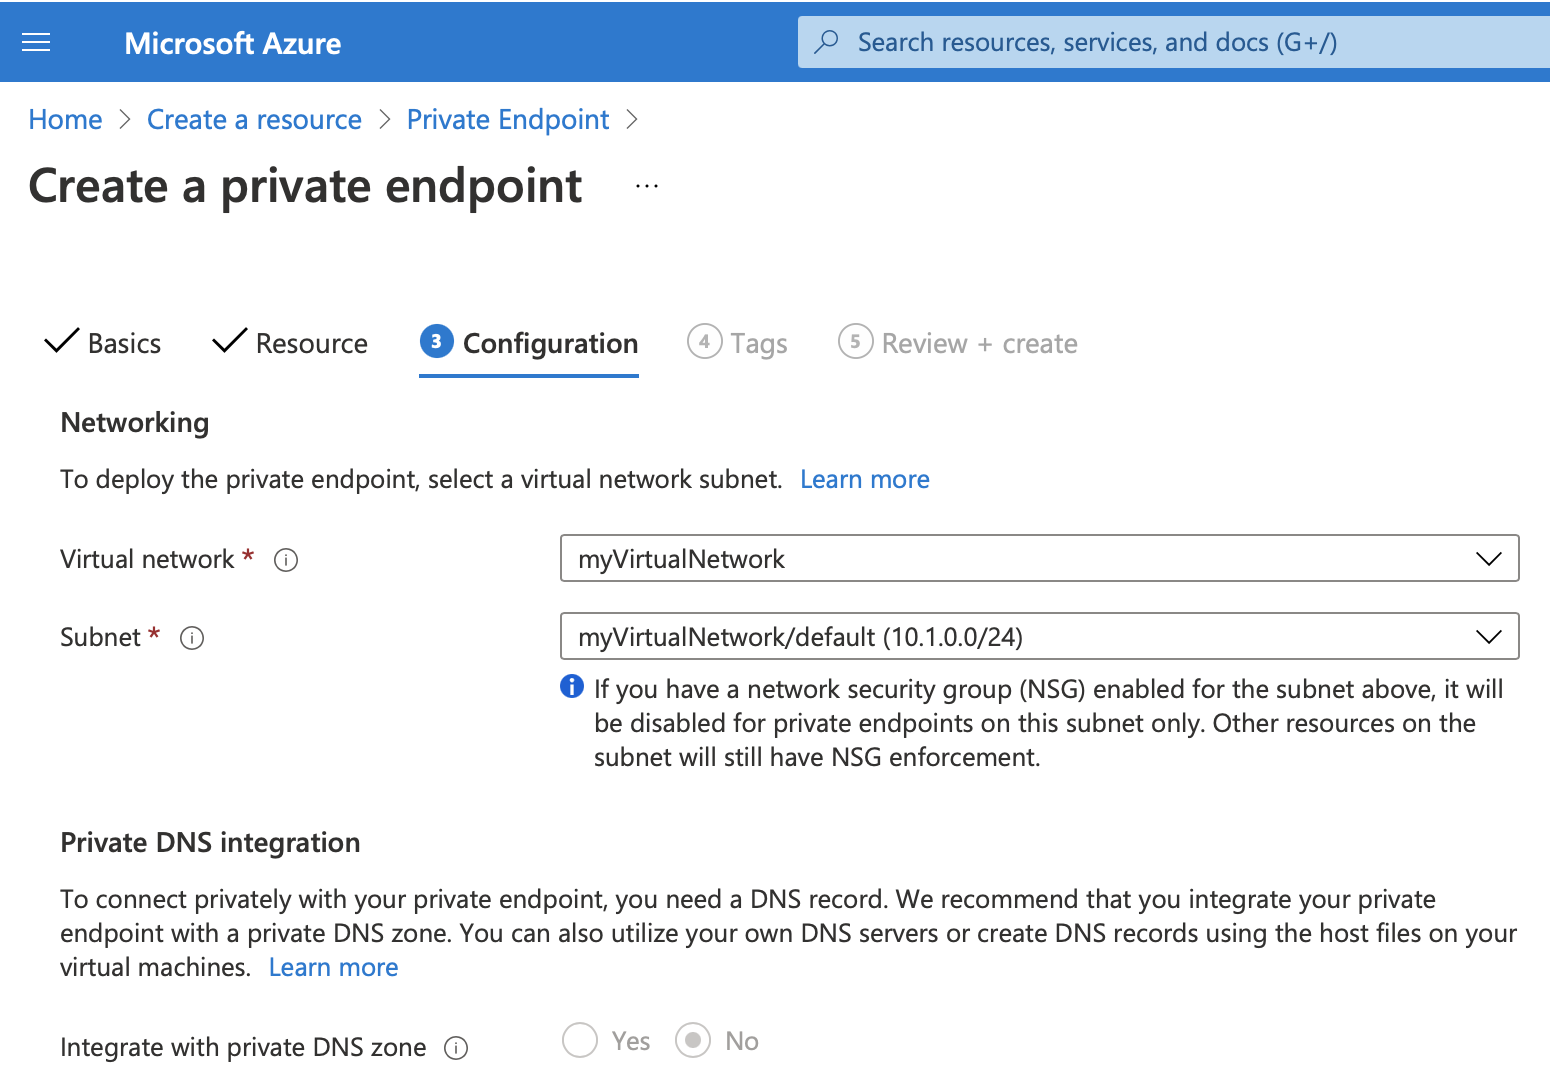 Microsoft Azure
Search resources, services, and docs (G+/)
Home > Create a resource > Private Endpoint >
Create a private endpoint ...
Basics Resource 3 Configuration 4 Tags 5 Review + create
Networking
To deploy the private endpoint, select a virtual network subnet. Learn more
Virtual network * myVirtualNetwork
Subnet * myVirtualNetwork/default (10.1.0.0/24)
If you have a network security group (NSG) enabled for the subnet above, it will
be disabled for private endpoints on this subnet only. Other resources on the
subnet will still have NSG enforcement.
Private DNS integration
To connect privately with your private endpoint, you need a DNS record. We recommend that you integrate your private
endpoint with a private DNS zone. You can also utilize your own DNS servers or create DNS records using the host files on your
virtual machines. Learn more
Integrate with private DNS zone Yes No